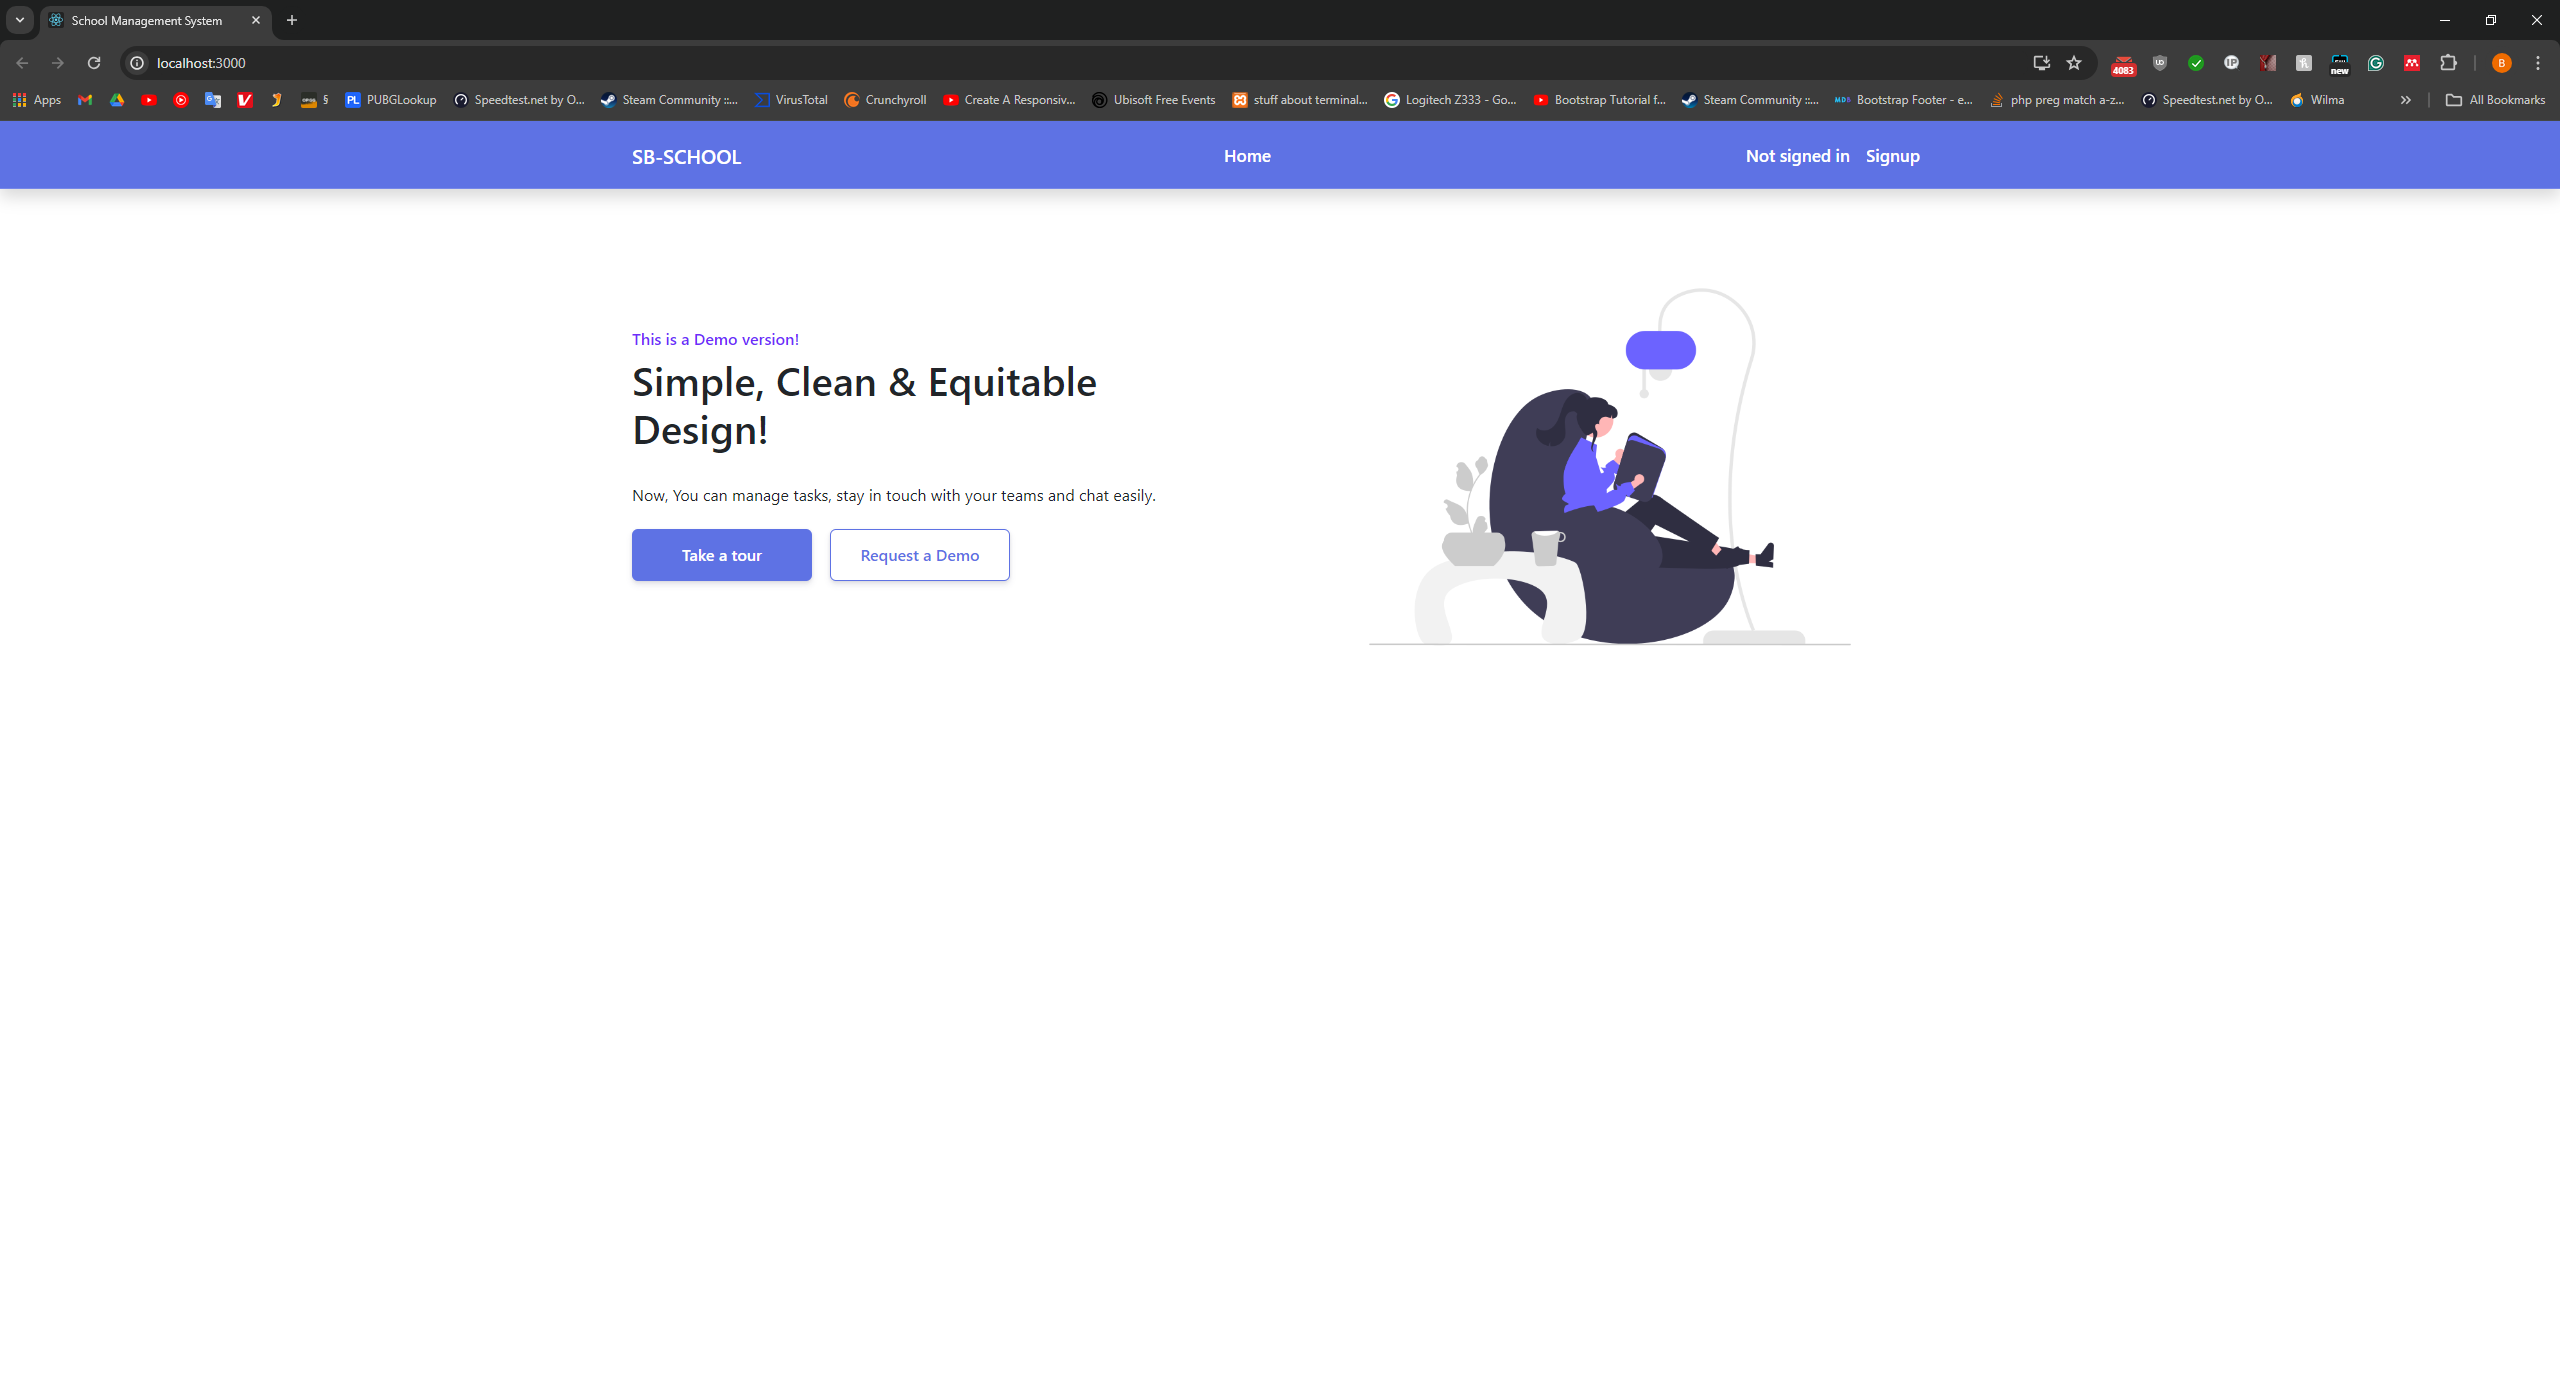 School Management System
localhost:3000
4083
new
B
Apps
§
PL PUBGLookup
Speedtest.net by O...
Steam Community ::...
VirusTotal
Crunchyroll
Create A Responsiv...
Ubisoft Free Events
stuff about terminal...
Logitech Z333 - Go...
Bootstrap Tutorial f...
Steam Community ::...
Bootstrap Footer - e...
php preg match a-z...
Speedtest.net by O...
Wilma
All Bookmarks
SB-SCHOOL
Home
Not signed in
Signup
This is a Demo version!
Simple, Clean & Equitable
Design!
Now, You can manage tasks, stay in touch with your teams and chat easily.
Take a tour
Request a Demo